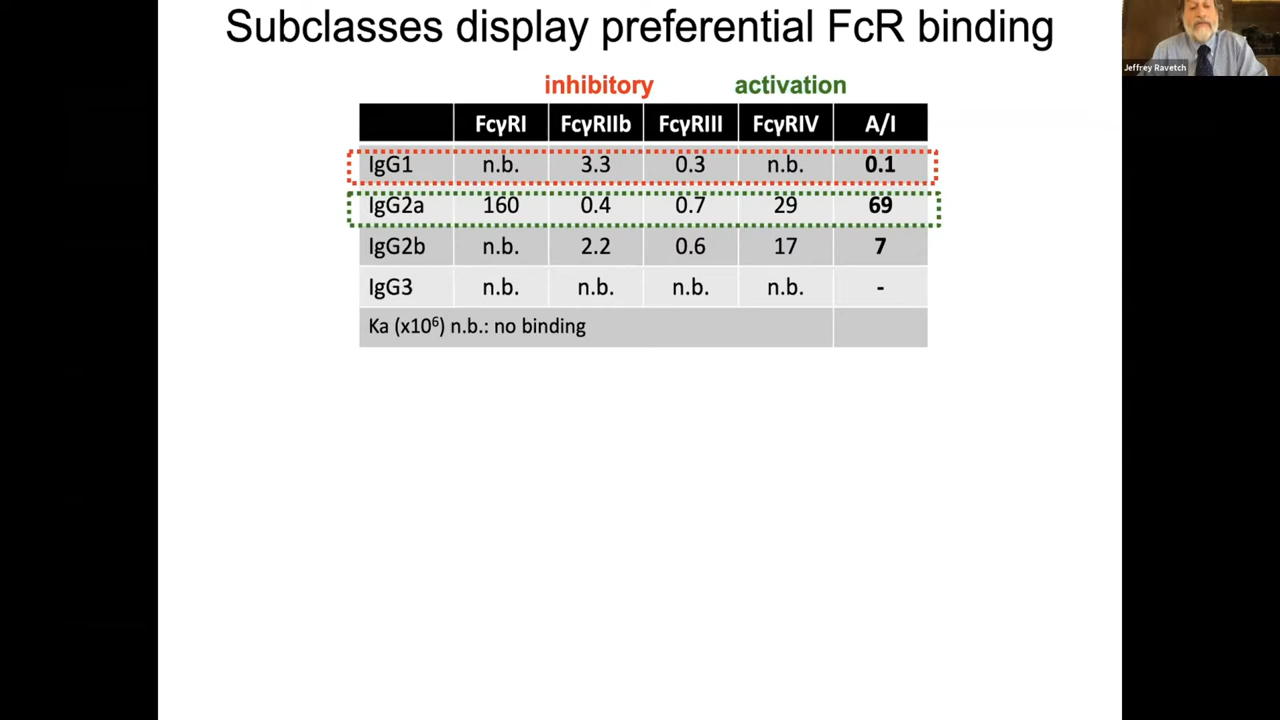 Subclasses display preferential FcR binding
Jeffrey Ravetch
inhibitory activation
FcγRI FcγRIIb FcγRIII FcγRIV A/I
IgG1 n.b. 3.3 0.3 n.b. 0.1
IgG2a 160 0.4 0.7 29 69
IgG2b n.b. 2.2 0.6 17 7
IgG3 n.b. n.b. n.b. n.b. -
Ka (x10⁶) n.b.: no binding